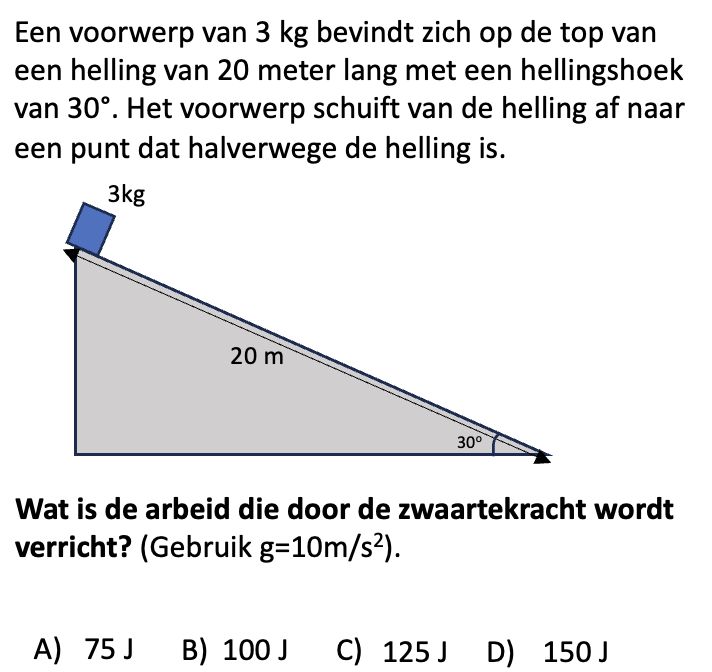 Een voorwerp van 3 kg bevindt zich op de top van
een helling van 20 meter lang met een hellingshoek
van 30°. Het voorwerp schuift van de helling af naar
een punt dat halverwege de helling is.
3kg
20 m
30°
Wat is de arbeid die door de zwaartekracht wordt
verricht? (Gebruik g=10m/s²).
A) 75 J B) 100 J C) 125 J D) 150 J